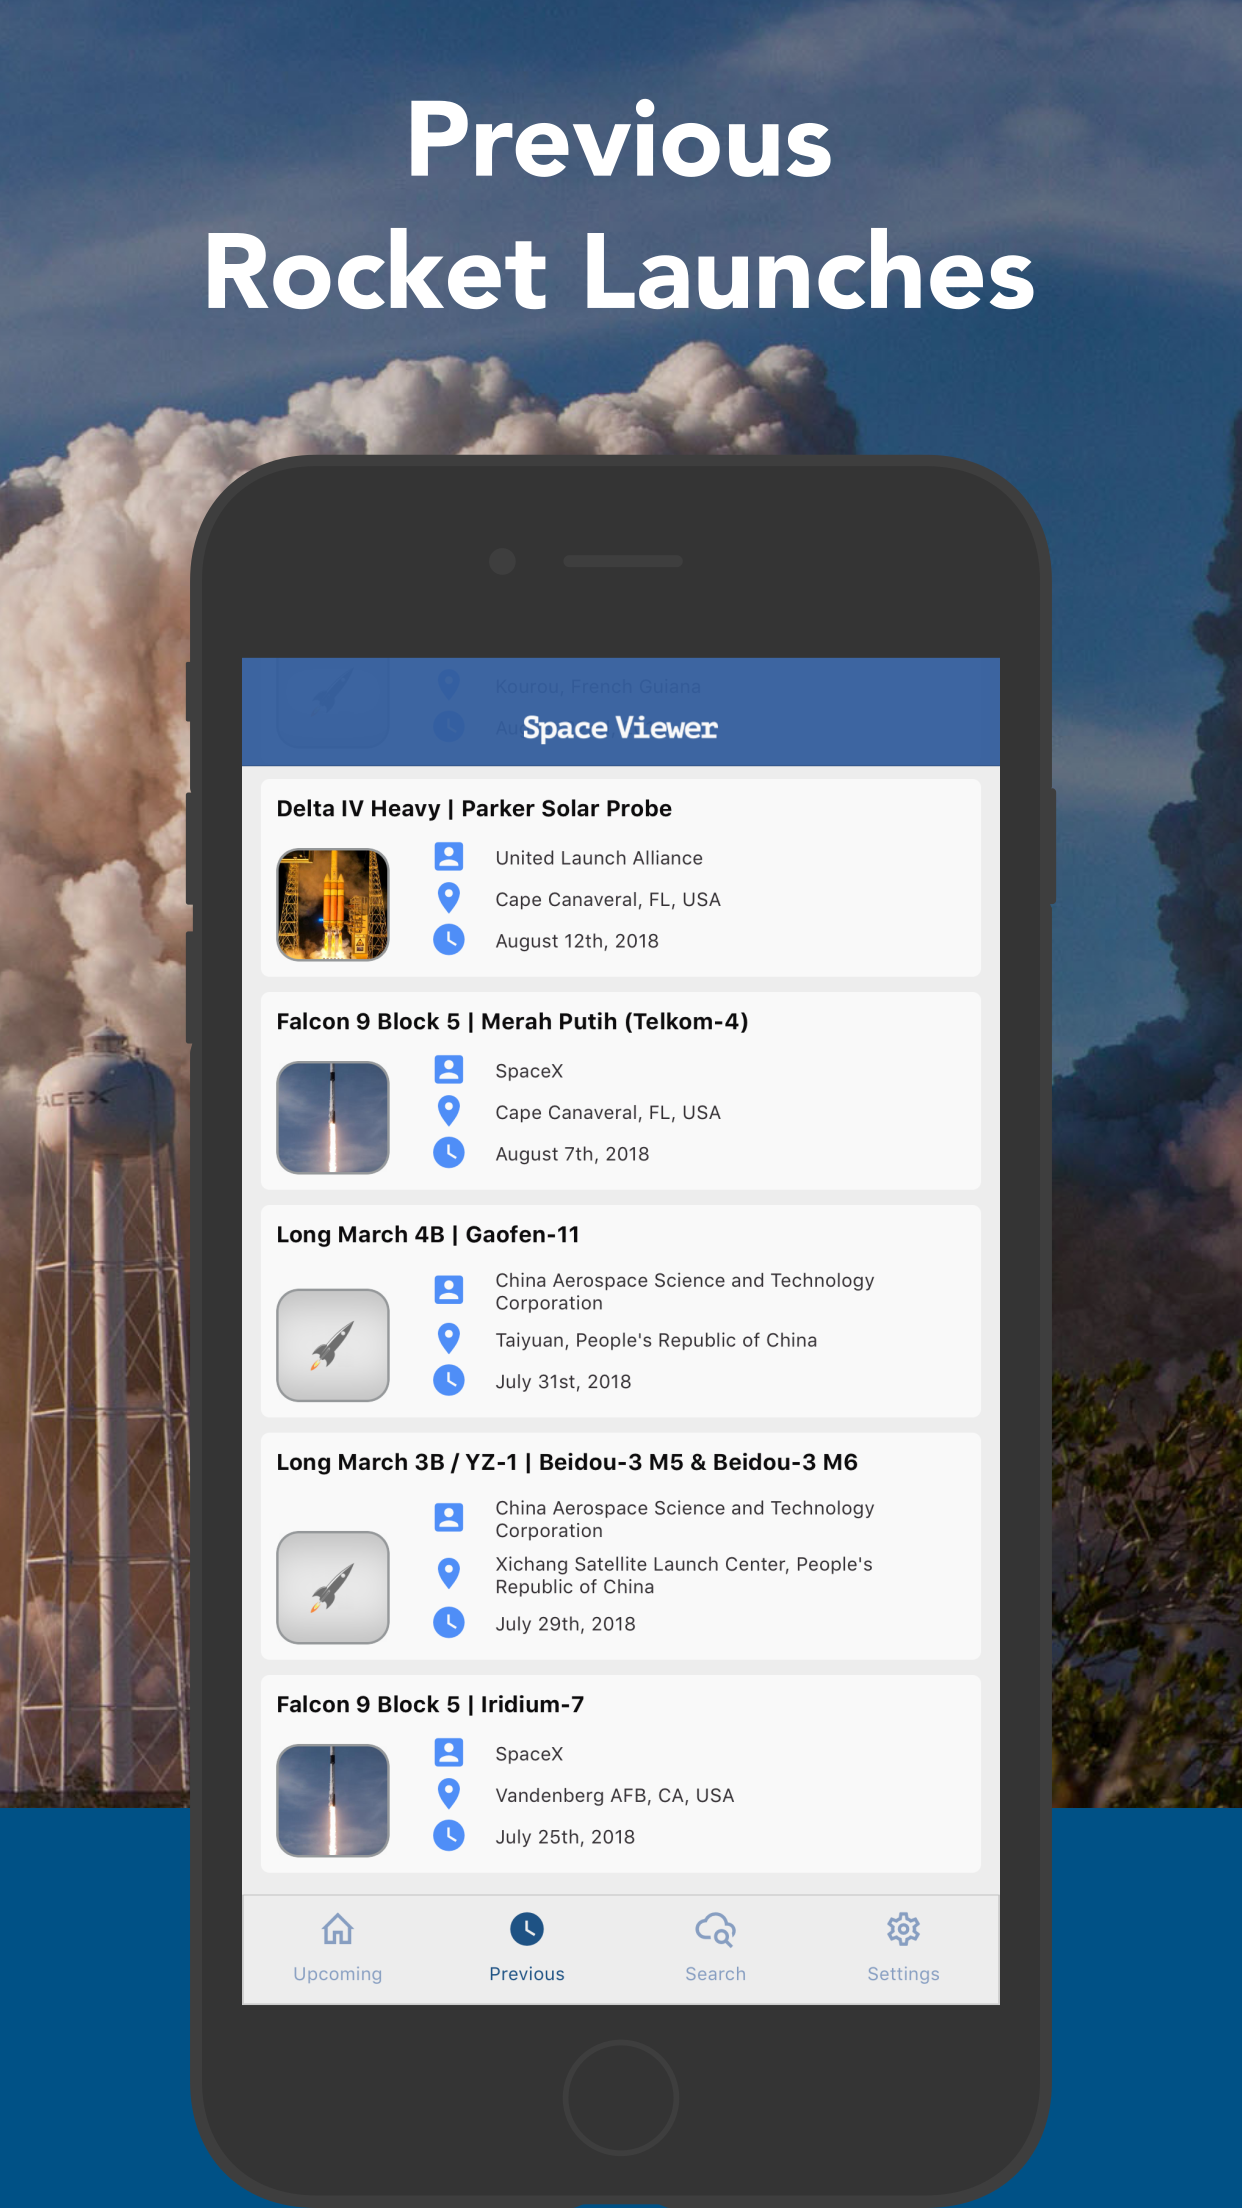 Previous
Rocket Launches
Kourou, French Guiana
Space Viewer
Delta IV Heavy | Parker Solar Probe
United Launch Alliance
Cape Canaveral, FL, USA
August 12th, 2018
Falcon 9 Block 5 | Merah Putih (Telkom-4)
SpaceX
Cape Canaveral, FL, USA
August 7th, 2018
Long March 4B | Gaofen-11
China Aerospace Science and Technology
Corporation
Taiyuan, People's Republic of China
July 31st, 2018
Long March 3B / YZ-1 | Beidou-3 M5 & Beidou-3 M6
China Aerospace Science and Technology
Corporation
Xichang Satellite Launch Center, People's
Republic of China
July 29th, 2018
Falcon 9 Block 5 | Iridium-7
SpaceX
Vandenberg AFB, CA, USA
July 25th, 2018
Upcoming
Previous
Search
Settings